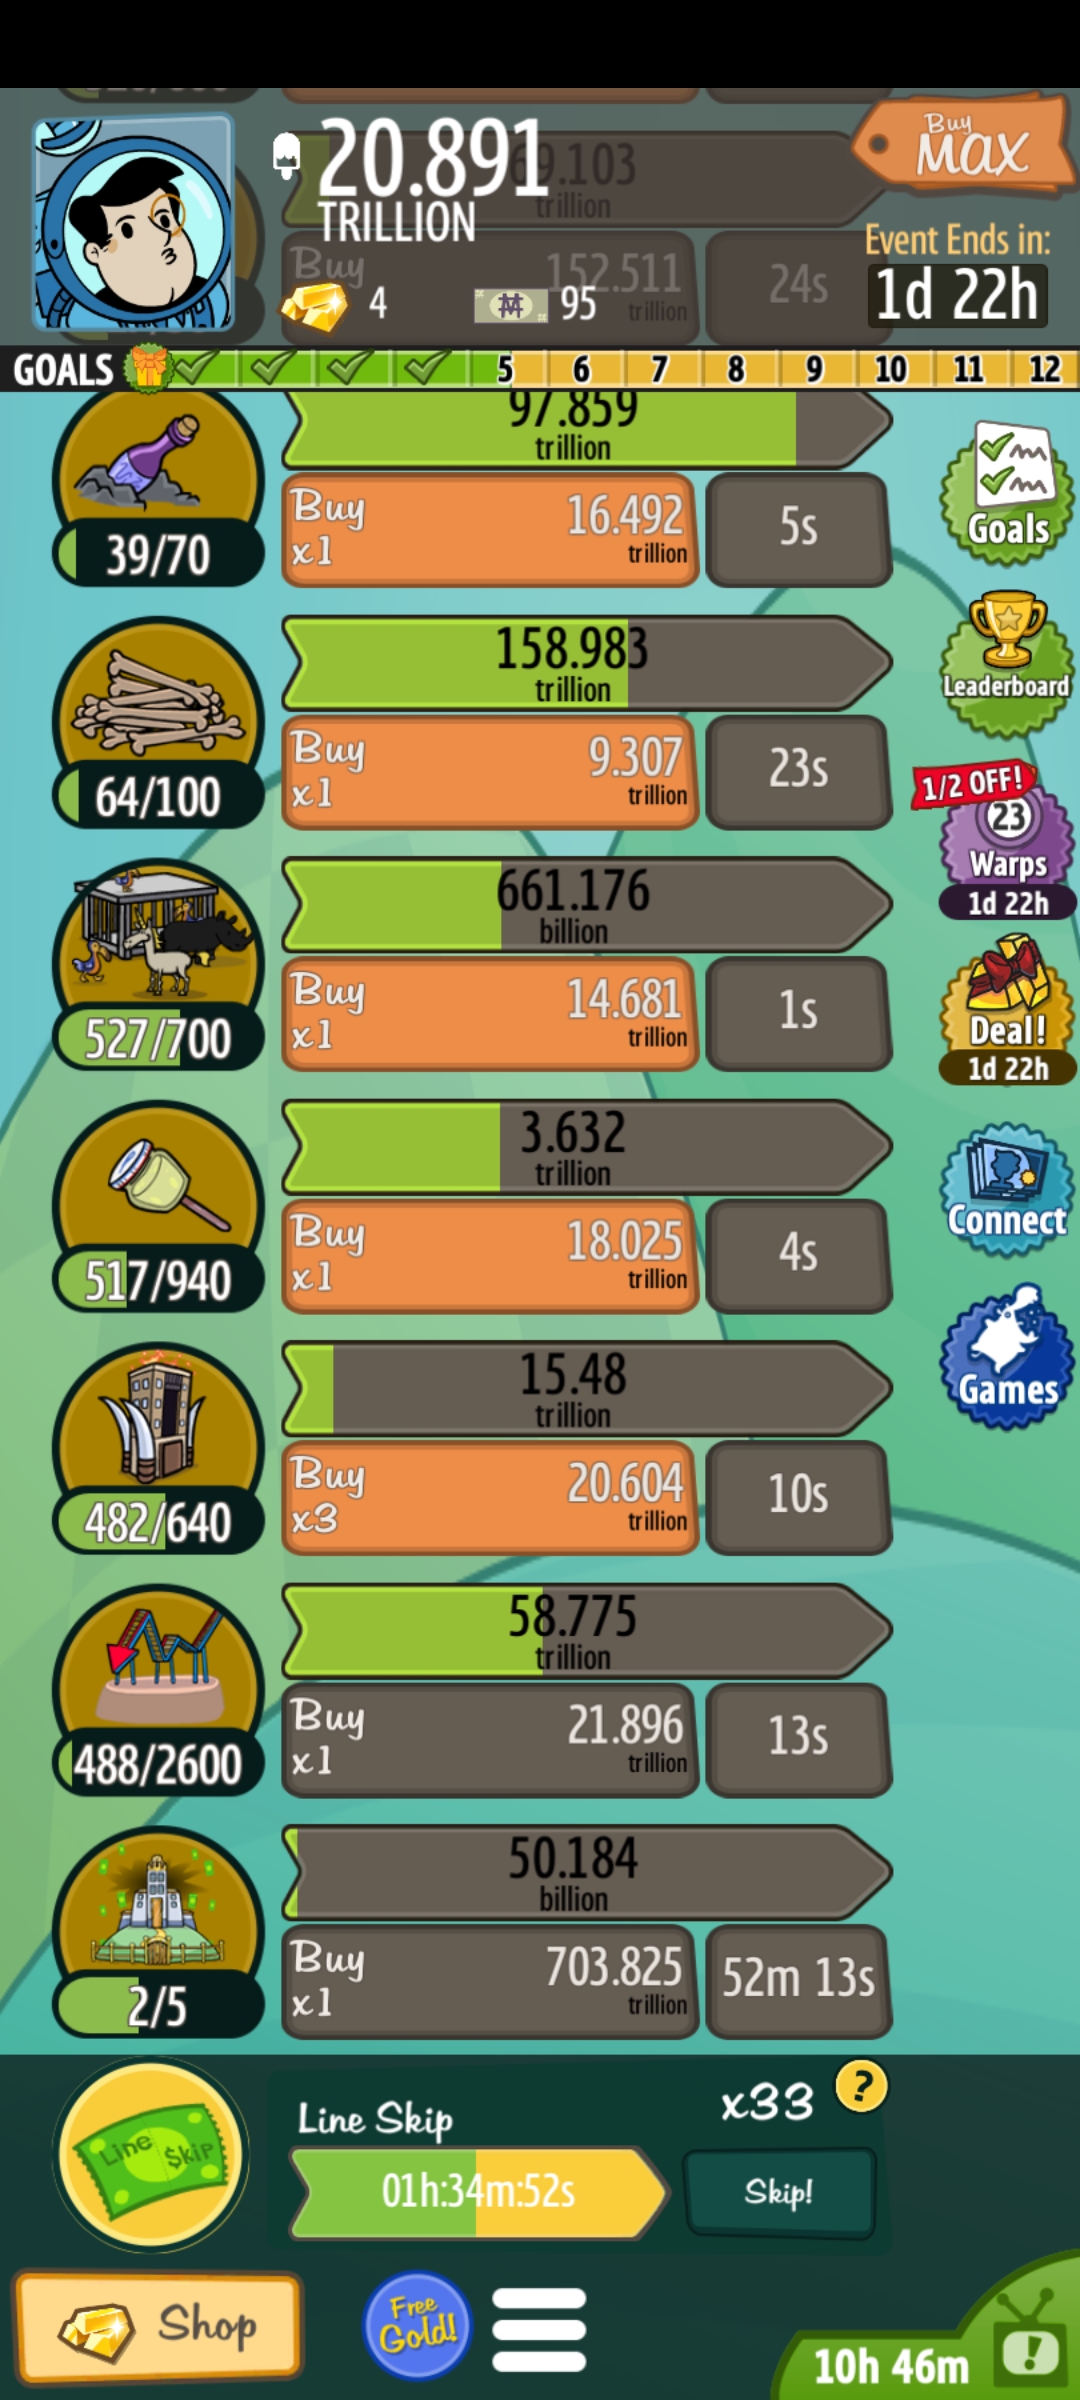 20.891
TRILLION
69.103
trillion
Buy
152.511
trillion
24s
4
95
Buy
MAX
Event Ends in:
1d 22h
GOALS
5 6 7 8 9 10 11 12
97.859
trillion
Buy
x1
16.492
trillion
5s
39/70
158.983
trillion
Buy
x1
9.307
trillion
23s
64/100
661.176
billion
Buy
x1
14.681
trillion
1s
527/700
3.632
trillion
Buy
x1
18.025
trillion
4s
517/940
15.48
trillion
Buy
x3
20.604
trillion
10s
482/640
58.775
trillion
Buy
x1
21.896
trillion
13s
488/2600
50.184
billion
Buy
x1
703.825
trillion
52m 13s
2/5
Goals
Leaderboard
1/2 OFF!
23
Warps
1d 22h
Deal!
1d 22h
Connect
Games
Line $kip
Line Skip
x33
?
01h:34m:52s
Skip!
Shop
Free
Gold!
10h 46m
!